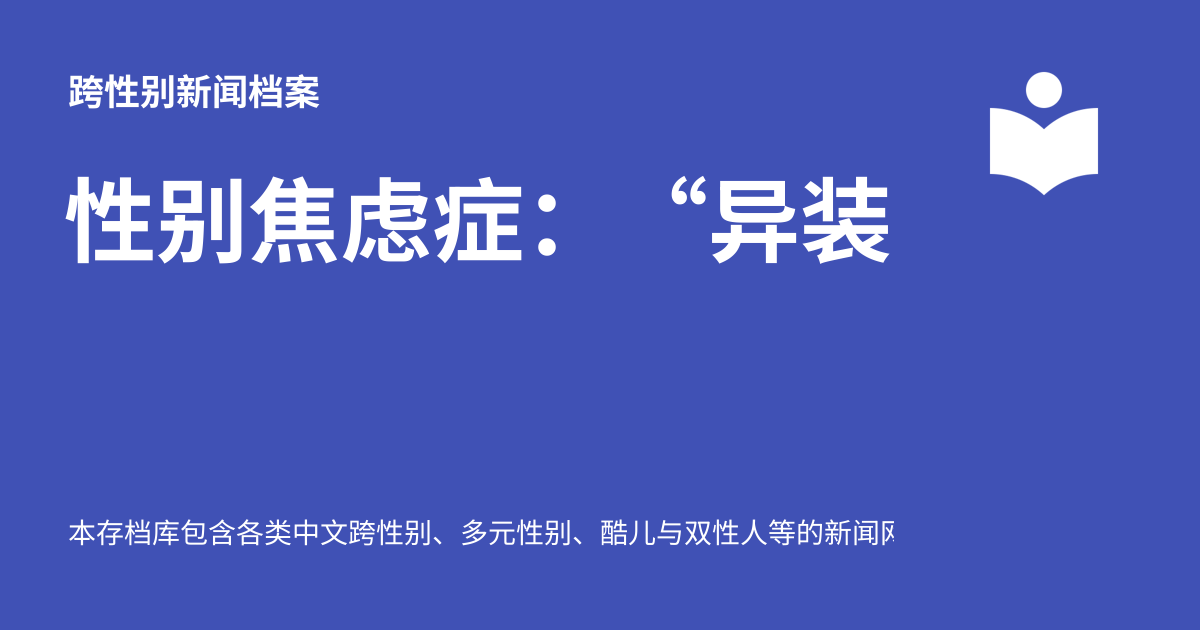 跨性别新闻档案
性别焦虑症：“异装
本存档库包含各类中文跨性别、多元性别、酷儿与双性人等的新闻